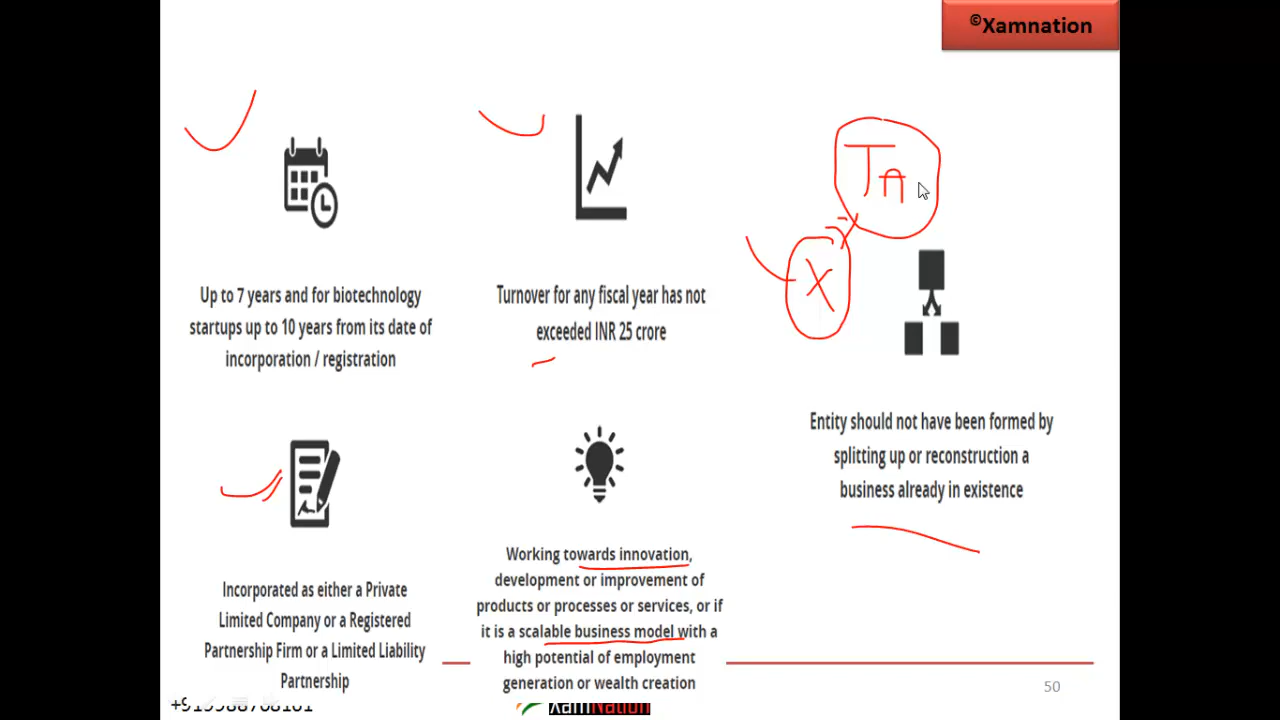 ©Xamnation
TA
X
Up to 7 years and for biotechnology
startups up to 10 years from its date of
incorporation / registration
Turnover for any fiscal year has not
exceeded INR 25 crore
Entity should not have been formed by
splitting up or reconstruction a
business already in existence
Incorporated as either a Private
Limited Company or a Registered
Partnership Firm or a Limited Liability
Partnership
Working towards innovation,
development or improvement of
products or processes or services, or if
it is a scalable business model with a
high potential of employment
generation or wealth creation
50
XamNation